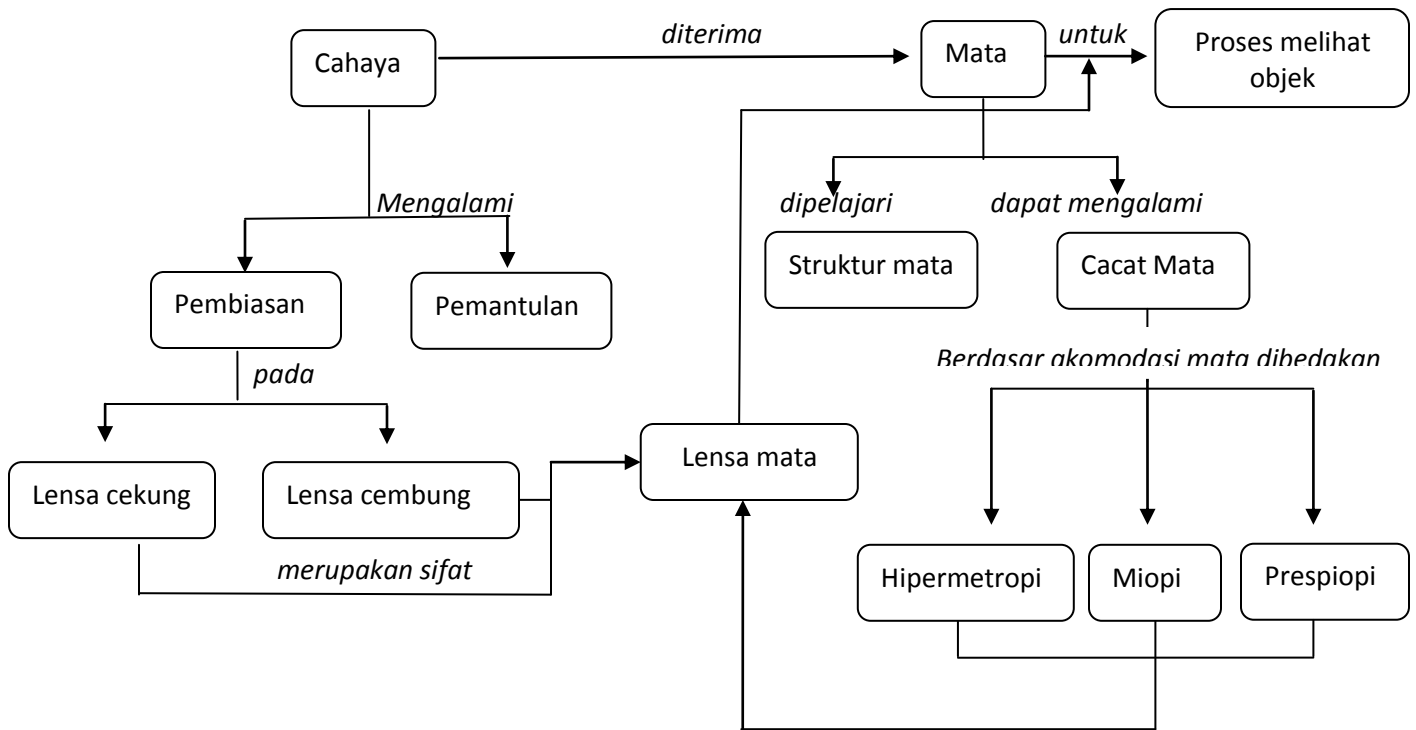 diterima
untuk
Cahaya
Mata
Proses melihat
objek
Mengalami
dipelajari
dapat mengalami
Pembiasan
Pemantulan
Struktur mata
Cacat Mata
pada
Berdasar akomodasi mata dibedakan
Lensa cekung
Lensa cembung
Lensa mata
merupakan sifat
Hipermetropi
Miopi
Prespiopi